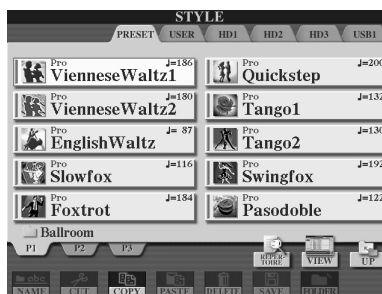 STYLE
PRESET USER HD1 HD2 HD3 USB1
Pro ♩=186
VienneseWaltz1
Pro ♩=200
Quickstep
Pro ♩=180
VienneseWaltz2
Pro ♩=132
Tango1
Pro ♩= 87
EnglishWaltz
Pro ♩=130
Tango2
Pro ♩=116
Slowfox
Pro ♩=192
Swingfox
Pro ♩=184
Foxtrot
Pro ♩=122
Pasodoble
Ballroom
P1 P2 P3
REPER
TOIRE
VIEW
UP
abc
NAME CUT COPY PASTE DELETE SAVE FOLDER